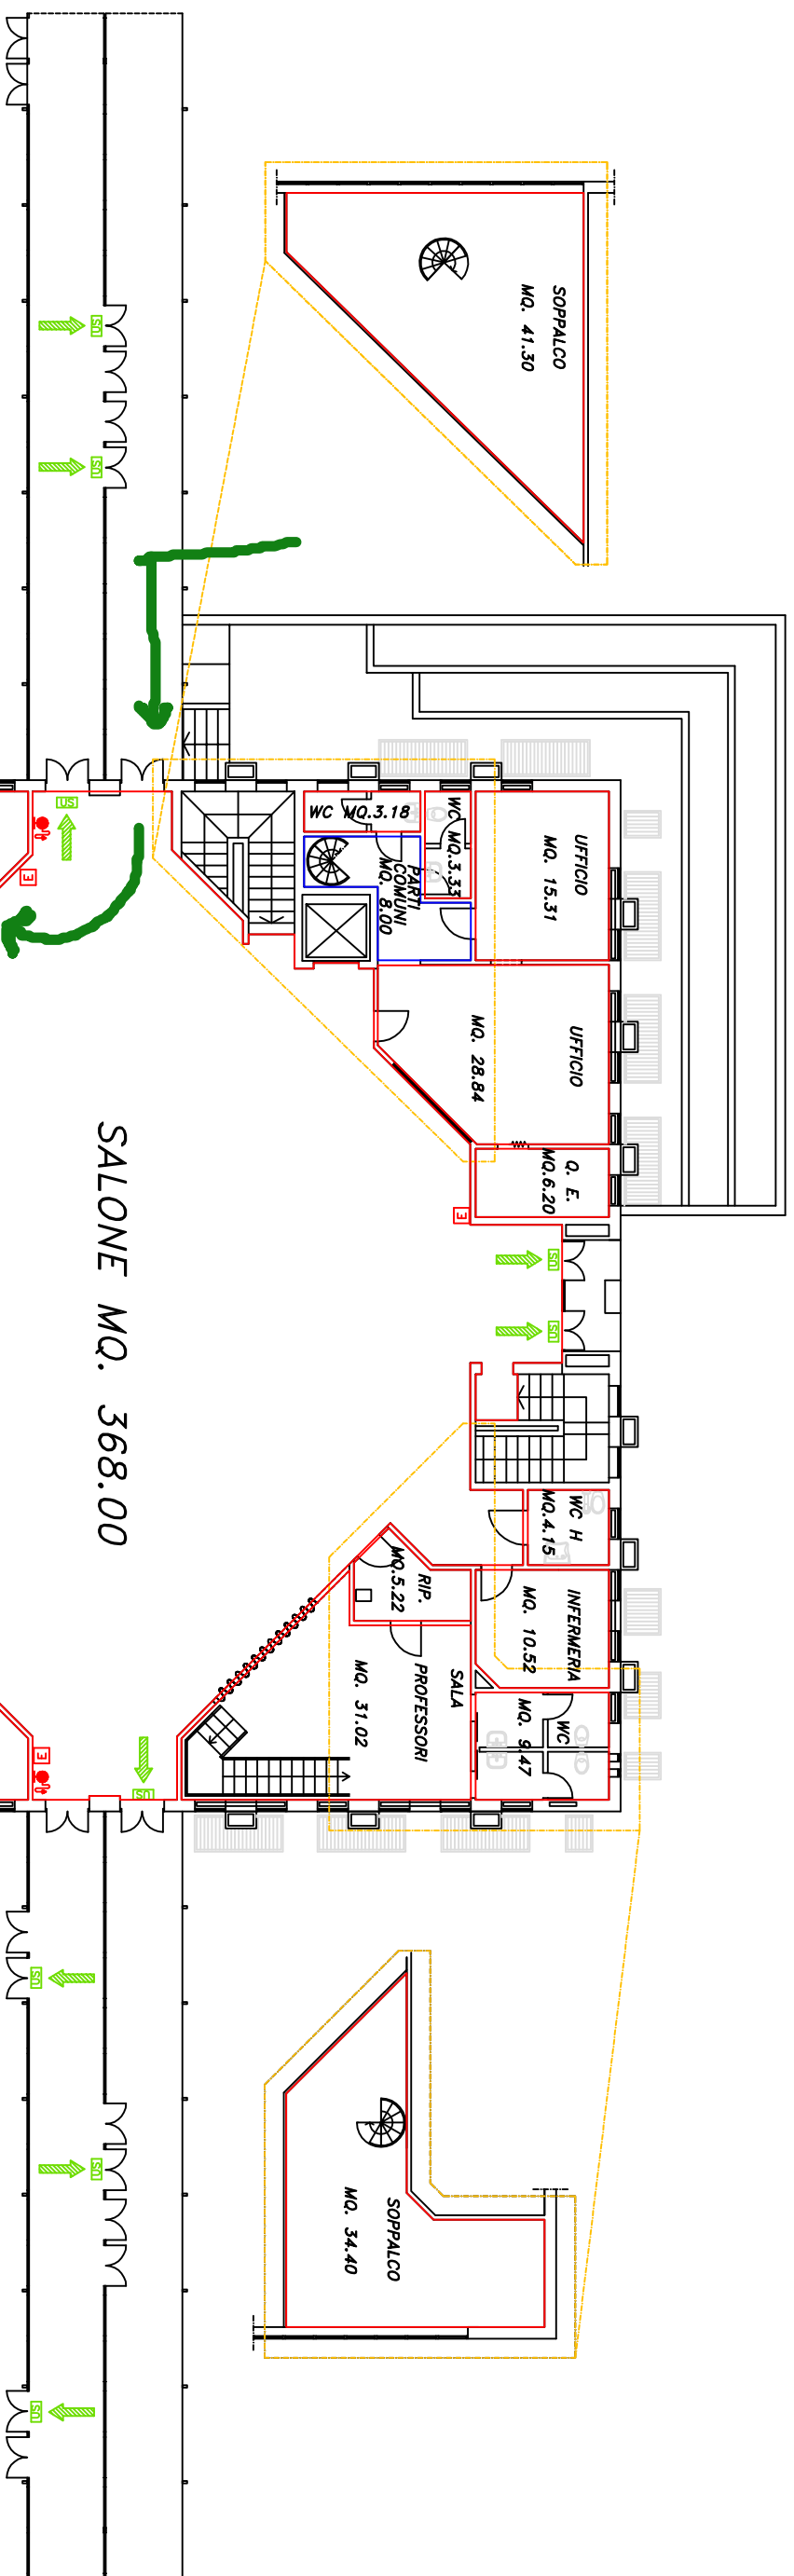 SOPPALCO
MQ. 41.30
US
US
WC MQ.3.18
WC MQ.3.33
PARTI
COMUNI
MQ. 8.00
UFFICIO
MQ. 15.31
US
E
UFFICIO
MQ. 28.84
Q. E.
MQ.6.20
E
US
US
SALONE MQ. 368.00
WC H
MQ.4.15
RIP.
MQ.5.22
INFERMERIA
MQ. 10.52
SALA
PROFESSORI
MQ. 31.02
WC
MQ. 9.47
E
US
US
US
SOPPALCO
MQ. 34.40
US